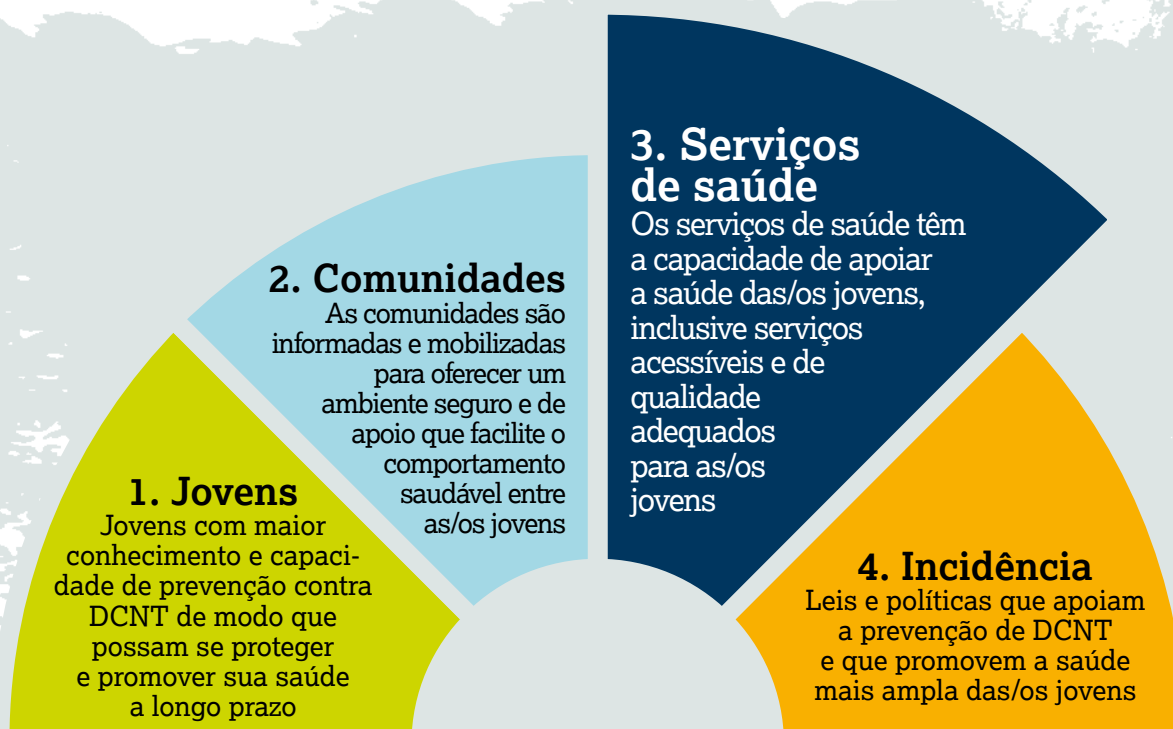 1. Jovens
Jovens com maior
conhecimento e capaci-
dade de prevenção contra
DCNT de modo que
possam se proteger
e promover sua saúde
a longo prazo
2. Comunidades
As comunidades são
informadas e mobilizadas
para oferecer um
ambiente seguro e de
apoio que facilite o
comportamento
saudável entre
as/os jovens
3. Serviços
de saúde
Os serviços de saúde têm
a capacidade de apoiar
a saúde das/os jovens,
inclusive serviços
acessíveis e de
qualidade
adequados
para as/os
jovens
4. Incidência
Leis e políticas que apoiam
a prevenção de DCNT
e que promovem a saúde
mais ampla das/os jovens